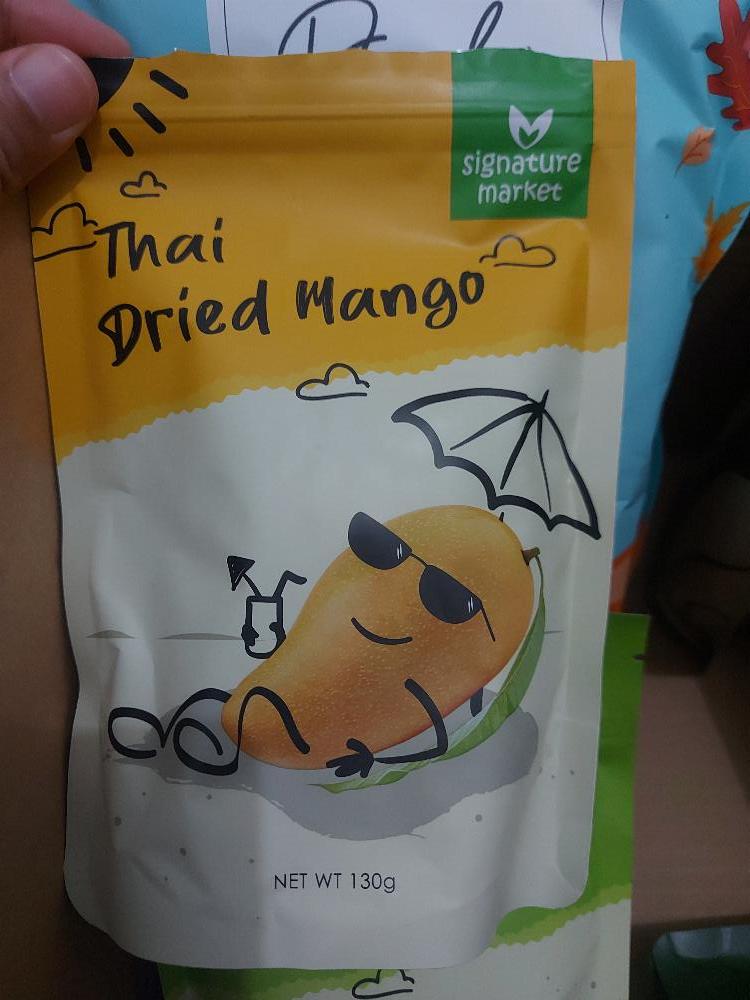 signature
market
Thai
Dried Mango
NET WT 130g